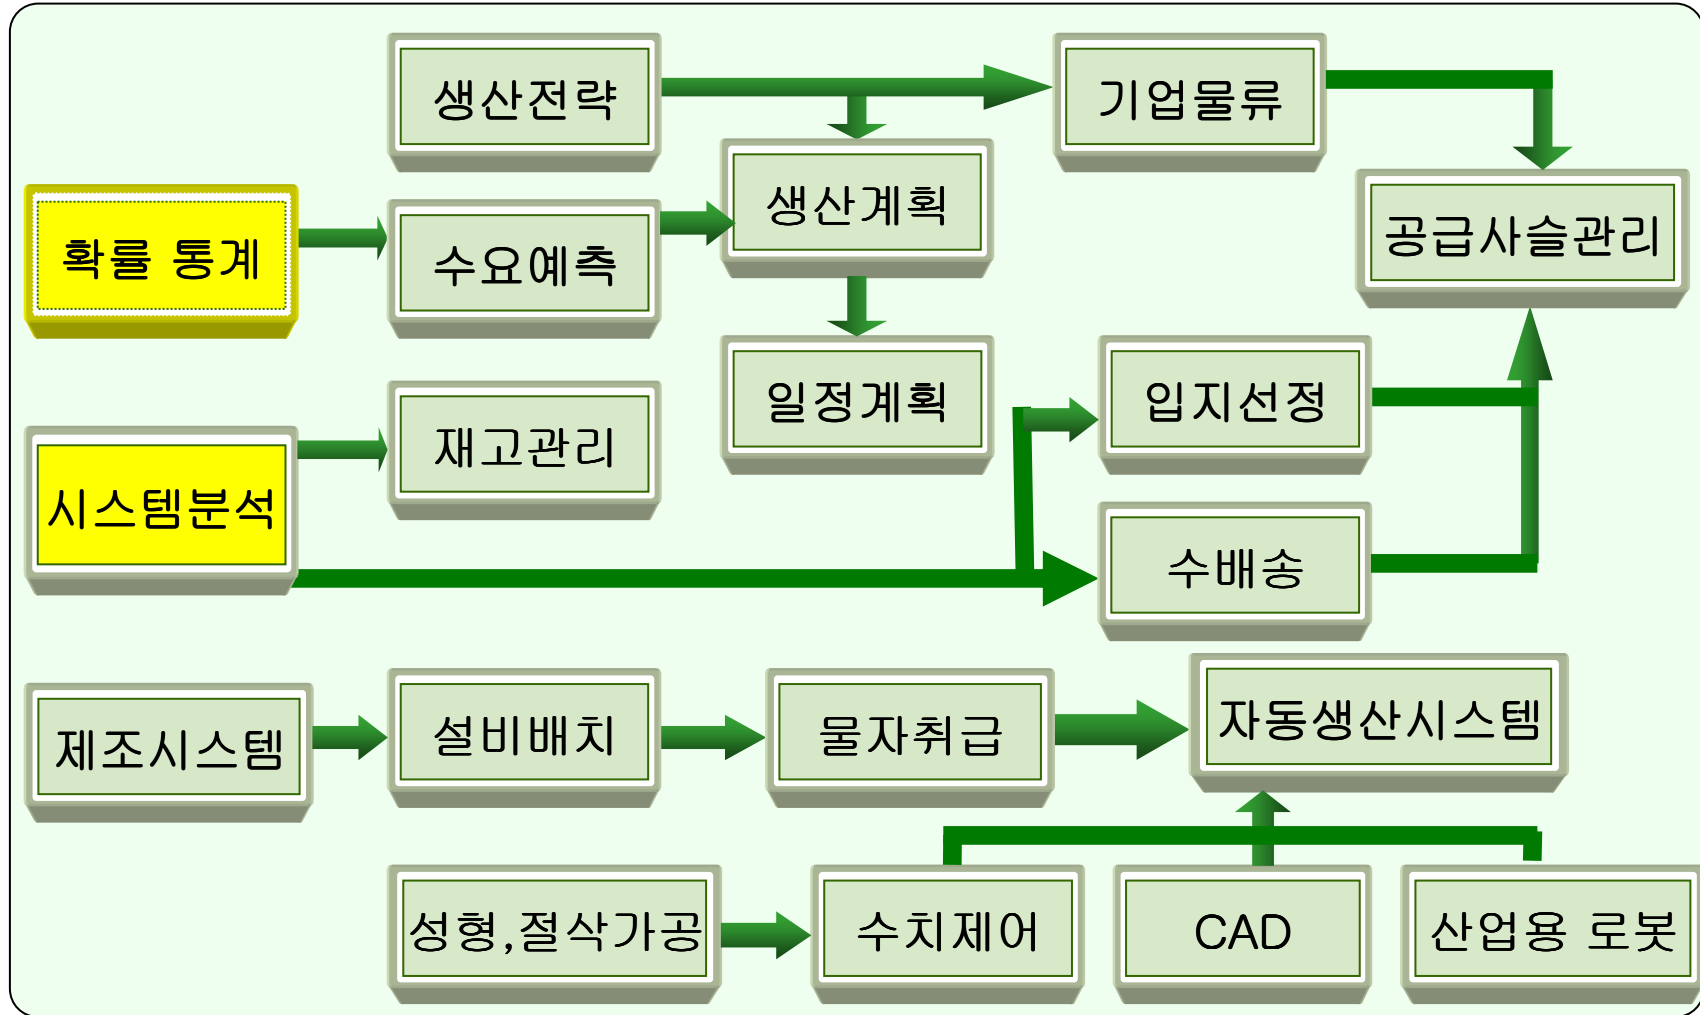 생산전략
기업물류
생산계획
확률 통계
수요예측
공급사슬관리
일정계획
입지선정
재고관리
시스템분석
수배송
제조시스템
설비배치
물자취급
자동생산시스템
성형,절삭가공
수치제어
CAD
산업용 로봇